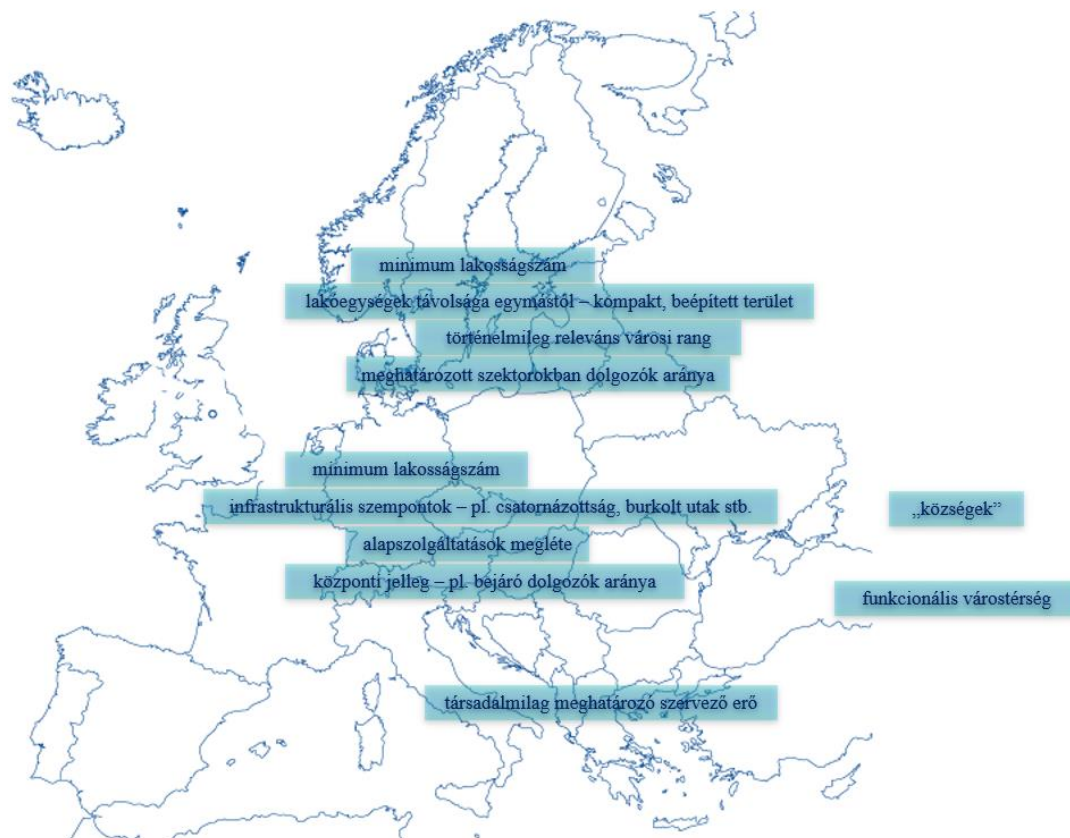 minimum lakosságszám
lakóegységek távolsága egymástól – kompakt, beépített terület
történelmileg releváns városi rang
meghatározott szektorokban dolgozók aránya
minimum lakosságszám
infrastrukturális szempontok – pl. csatornázottság, burkolt utak stb.
„községek”
alapszolgáltatások megléte
központi jelleg – pl. bejáró dolgozók aránya
funkcionális várostérség
társadalmilag meghatározó szervező erő